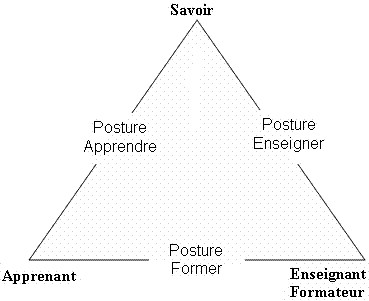 Savoir
Posture
Apprendre
Posture
Enseigner
Posture
Former
Apprenant
Enseignant
Formateur